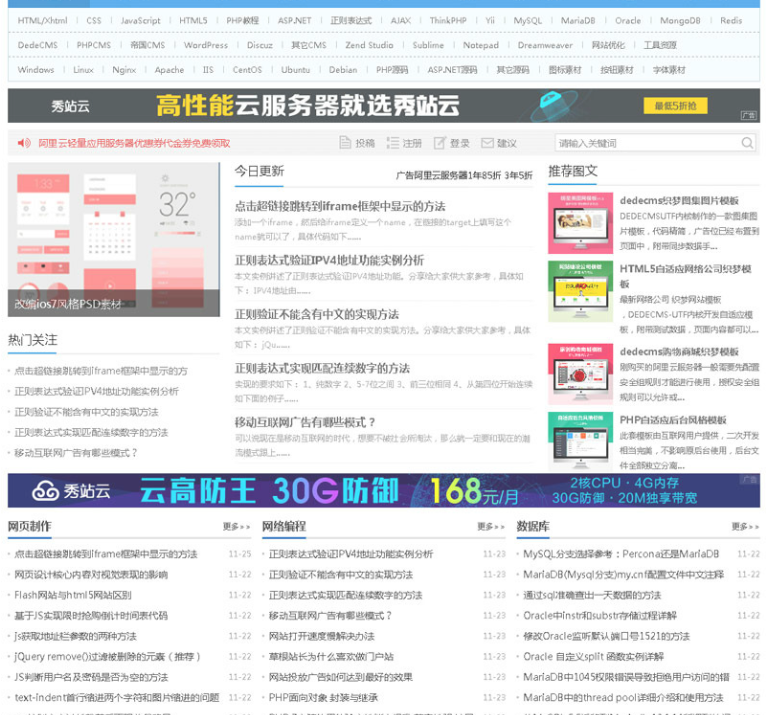 HTML/Xhtml CSS JavaScript HTML5 PHP教程 ASP.NET 正则表达式 AJAX ThinkPHP Yii MySQL MariaDB Oracle MongoDB Redis
DedeCMS PHPCMS 帝国CMS WordPress Discuz 其它CMS Zend Studio Sublime Notepad Dreamweaver 网站优化 工具资源
Windows Linux Nginx Apache IIS CentOS Ubuntu Debian PHP源码 ASP.NET源码 其它源码 图标素材 按钮素材 字体素材
秀站云 高性能云服务器就选秀站云 最低5折抢 广告
阿里云轻量应用服务器优惠券代金券免费领取 投稿 注册 登录 建议 请输入关键词
改编ios7风格PSD素材
热门关注
点击超链接跳转到iframe框架中显示的方
正则表达式验证IPV4地址功能实例分析
正则验证不能含有中文的实现方法
正则表达式实现匹配连续数字的方法
移动互联网广告有哪些模式？
今日更新 广告阿里云服务器1年85折 3年5折
点击超链接跳转到iframe框架中显示的方法
添加一个iframe，然后给iframe定义一个name，在链接的target上填写这个
name就可以了，具体代码如下......
正则表达式验证IPV4地址功能实例分析
本文实例讲述了正则表达式验证IPV4地址功能。分享给大家供大家参考，具体如
下： IPV4地址由......
正则验证不能含有中文的实现方法
本文实例讲述了正则验证不能含有中文的实现方法。分享给大家供大家参考，具体
如下： jQu......
正则表达式实现匹配连续数字的方法
实现的要求如下： 1、纯数字 2、5-7位之间 3、前三位相同 4、从第四位开始连续
如下面的例子......
移动互联网广告有哪些模式？
可以说现在是移动互联网的时代，想要不被社会所淘汰，那么就一定要和现在的潮
流模式跟上......
推荐图文
dedecms织梦图集图片模板
DEDECMSUTF内核制作的一款图集图
片模板，代码精简，广告位已经布置到
页面中，附带同步数据手...
HTML5自适应网络公司织梦模
板
最新网络公司 织梦网站模板
，DEDECMS-UTF内核开发自适应模
板，附带测试数据，页面内容都可以...
dedecms购物商城织梦模板
刚购买的阿里云服务器一般需要先配置
安全组规则才能进行使用，授权安全组
规则可以允许或...
PHP自适应后台风格模板
此套模板由互联网用户提供，二次开发
相当完美，不影响原后台使用，后台文
件全部独立分离...
秀站云 云高防王 30G防御 168元/月 2核CPU · 4G内存 广告
30G防御 · 20M独享带宽
网页制作 更多>>
点击超链接跳转到iframe框架中显示的方法 11-25
网页设计核心内容对视觉表现的影响 11-22
Flash网站与html5网站区别 11-22
基于JS实现限时抢购倒计时间表代码 11-22
Js获取地址栏参数的两种方法 11-22
jQuery remove()过滤被删除的元素（推荐） 11-22
JS判断用户名及密码是否为空的方法 11-22
text-indent首行缩进两个字符和图片缩进的问题 11-22
网络编程 更多>>
正则表达式验证IPV4地址功能实例分析 11-23
正则验证不能含有中文的实现方法 11-23
正则表达式实现匹配连续数字的方法 11-23
移动互联网广告有哪些模式？ 11-23
网站打开速度慢解决办法 11-23
草根站长为什么喜欢做门户站 11-23
网站投放广告如何达到最好的效果 11-23
PHP面向对象 封装与继承 11-23
数据库 更多>>
MySQL分支选择参考：Percona还是MariaDB 11-22
MariaDB(Mysql分支)my.cnf配置文件中文注释 11-22
通过sql准确查出一天数据的方法 11-22
Oracle中instr和substr存储过程详解 11-22
修改Oracle监听默认端口号1521的方法 11-22
Oracle 自定义split 函数实例详解 11-22
MariaDB中1045权限错误导致拒绝用户访问的错 11-22
MariaDB中的thread pool详细介绍和使用方法 11-22